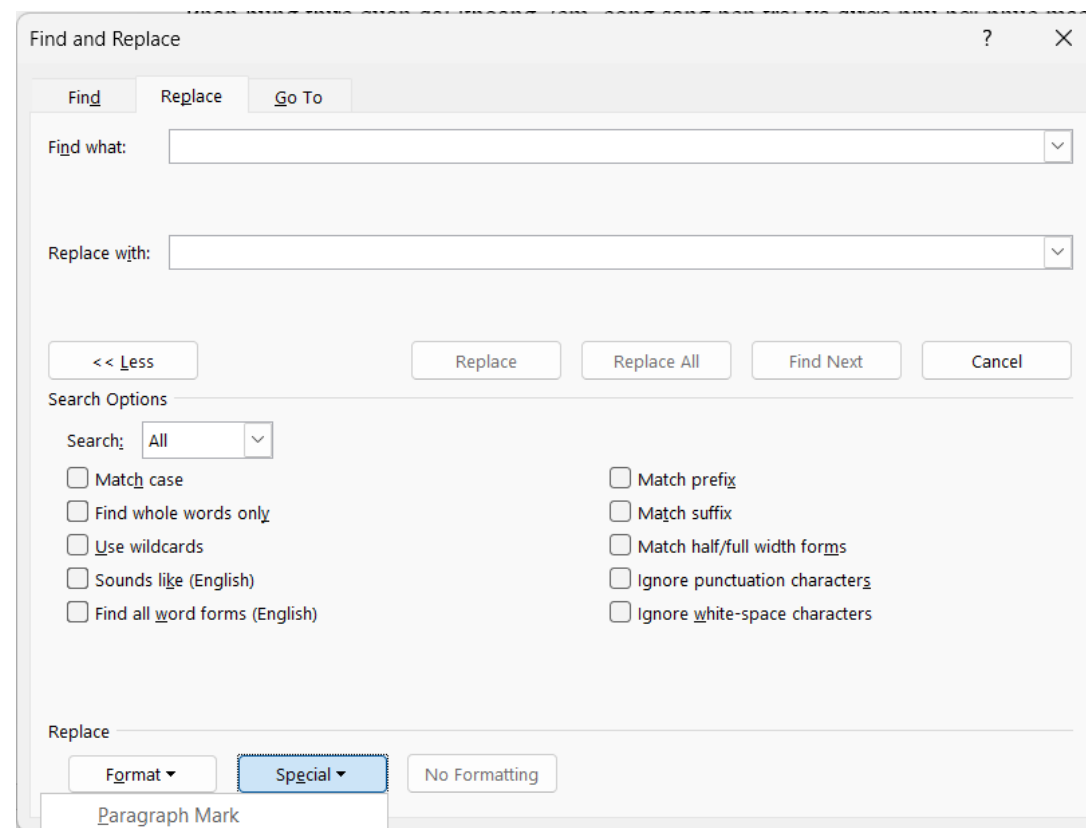 Find and Replace ?
Find Replace Go To
Find what:
Replace with:
<< Less Replace Replace All Find Next Cancel
Search Options
Search: All
Match case Match prefix
Find whole words only Match suffix
Use wildcards Match half/full width forms
Sounds like (English) Ignore punctuation characters
Find all word forms (English) Ignore white-space characters
Replace
Format Special No Formatting
Paragraph Mark